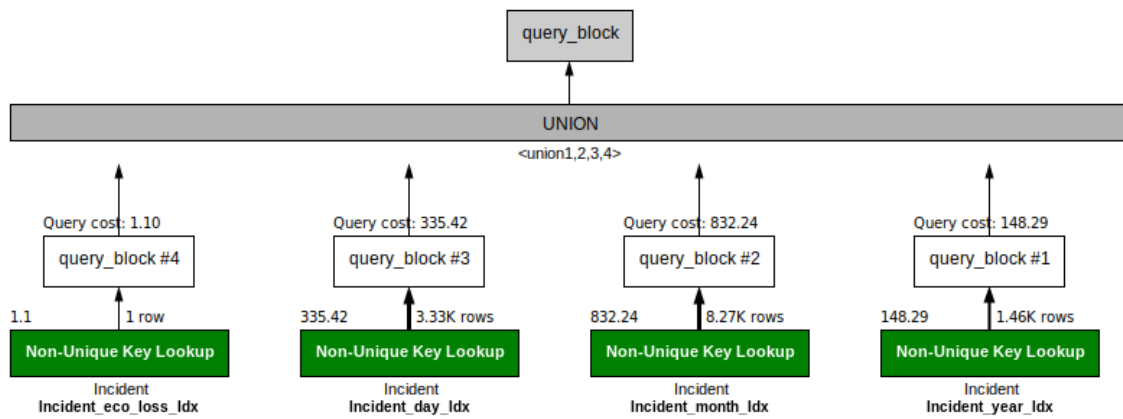 query_block
UNION
<union1,2,3,4>
Query cost: 1.10
Query cost: 335.42
Query cost: 832.24
Query cost: 148.29
query_block #4
query_block #3
query_block #2
query_block #1
1.1
1 row
335.42
3.33K rows
832.24
8.27K rows
148.29
1.46K rows
Non-Unique Key Lookup
Non-Unique Key Lookup
Non-Unique Key Lookup
Non-Unique Key Lookup
Incident
Incident
Incident
Incident
Incident_eco_loss_Idx
Incident_day_Idx
Incident_month_Idx
Incident_year_Idx